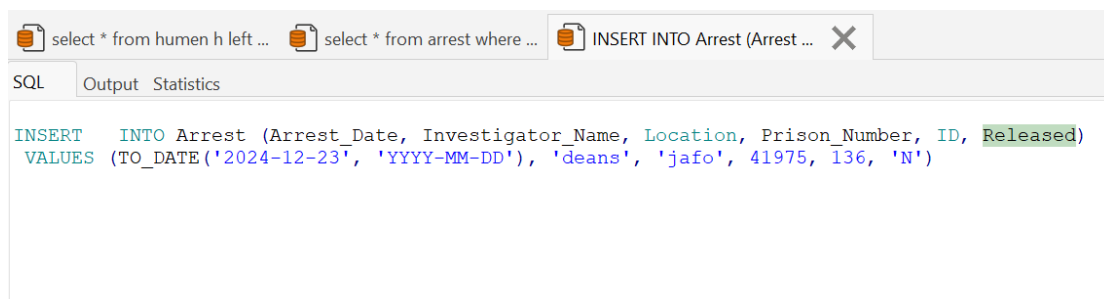 select * from humen h left ...
select * from arrest where ...
INSERT INTO Arrest (Arrest ...
SQL
Output
Statistics
INSERT   INTO Arrest (Arrest_Date, Investigator_Name, Location, Prison_Number, ID, Released)
VALUES (TO_DATE('2024-12-23', 'YYYY-MM-DD'), 'deans', 'jafo', 41975, 136, 'N')